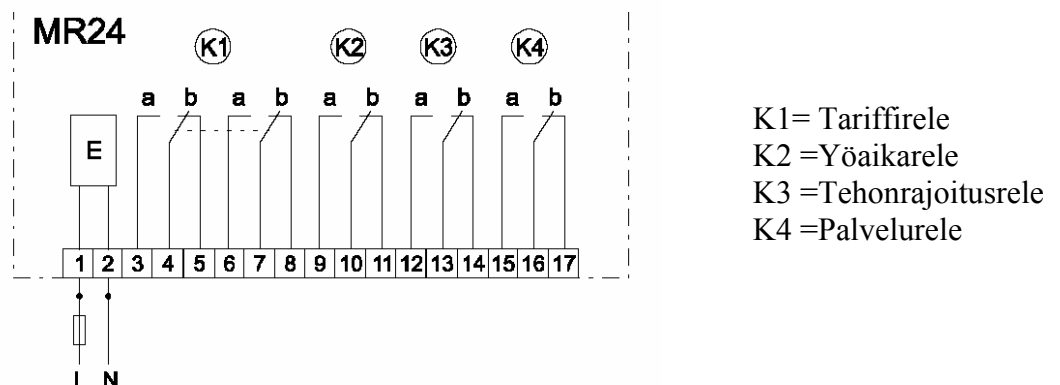 MR24
K1 K2 K3 K4
a b a b a b a b a b
E
1 2 3 4 5 6 7 8 9 10 11 12 13 14 15 16 17
L N
K1= Tariffirele
K2 =Yöaikarele
K3 =Tehonrajoitusrele
K4 =Palvelurele